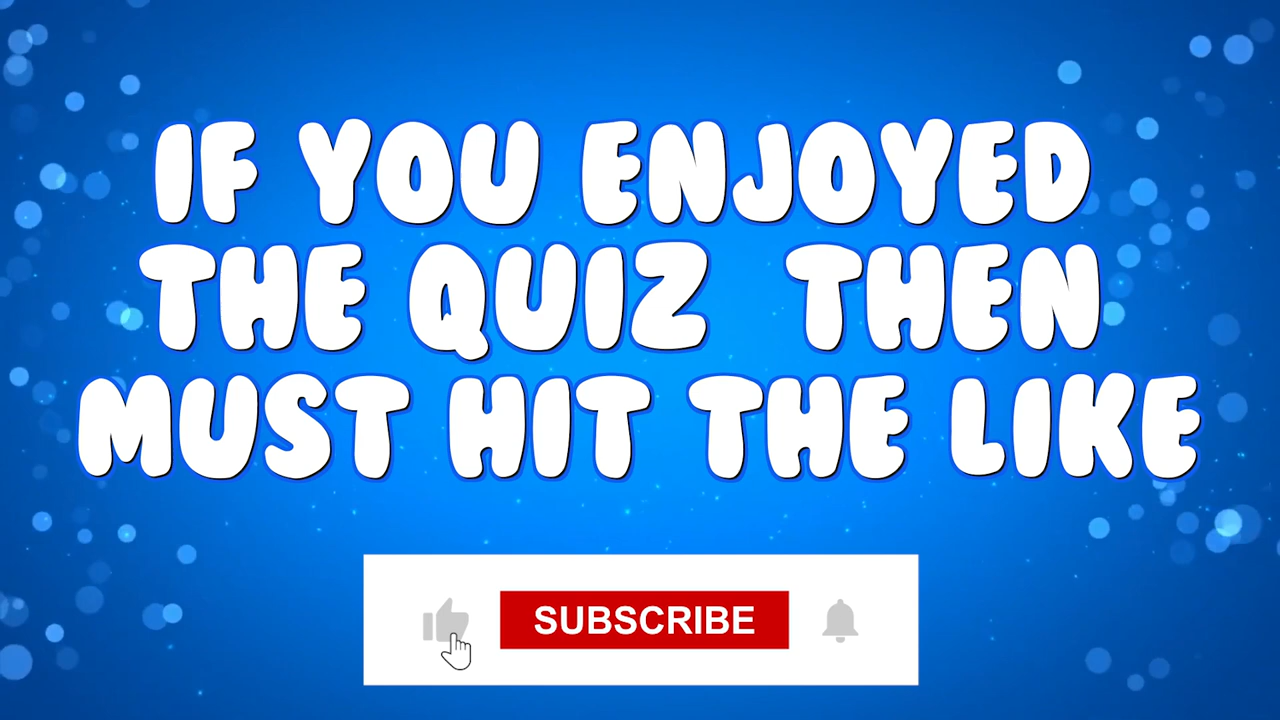 IF YOU ENJOYED
THE QUIZ  THEN
MUST HIT THE LIKE
SUBSCRIBE